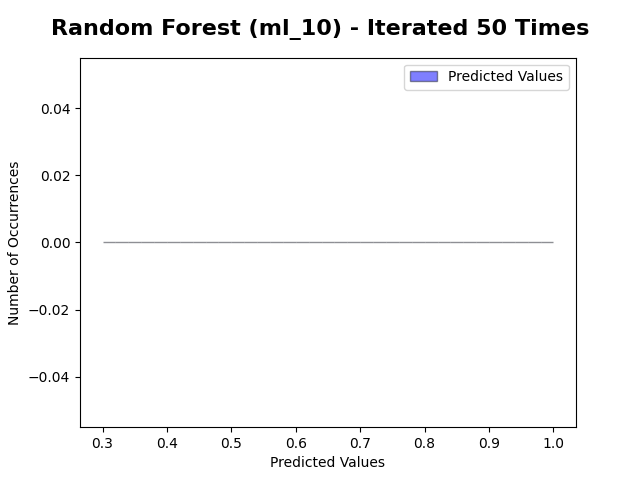 Random Forest (ml_10) - Iterated 50 Times
Predicted Values
Number of Occurrences
0.04
0.02
0.00
−0.02
−0.04
0.3 0.4 0.5 0.6 0.7 0.8 0.9 1.0
Predicted Values